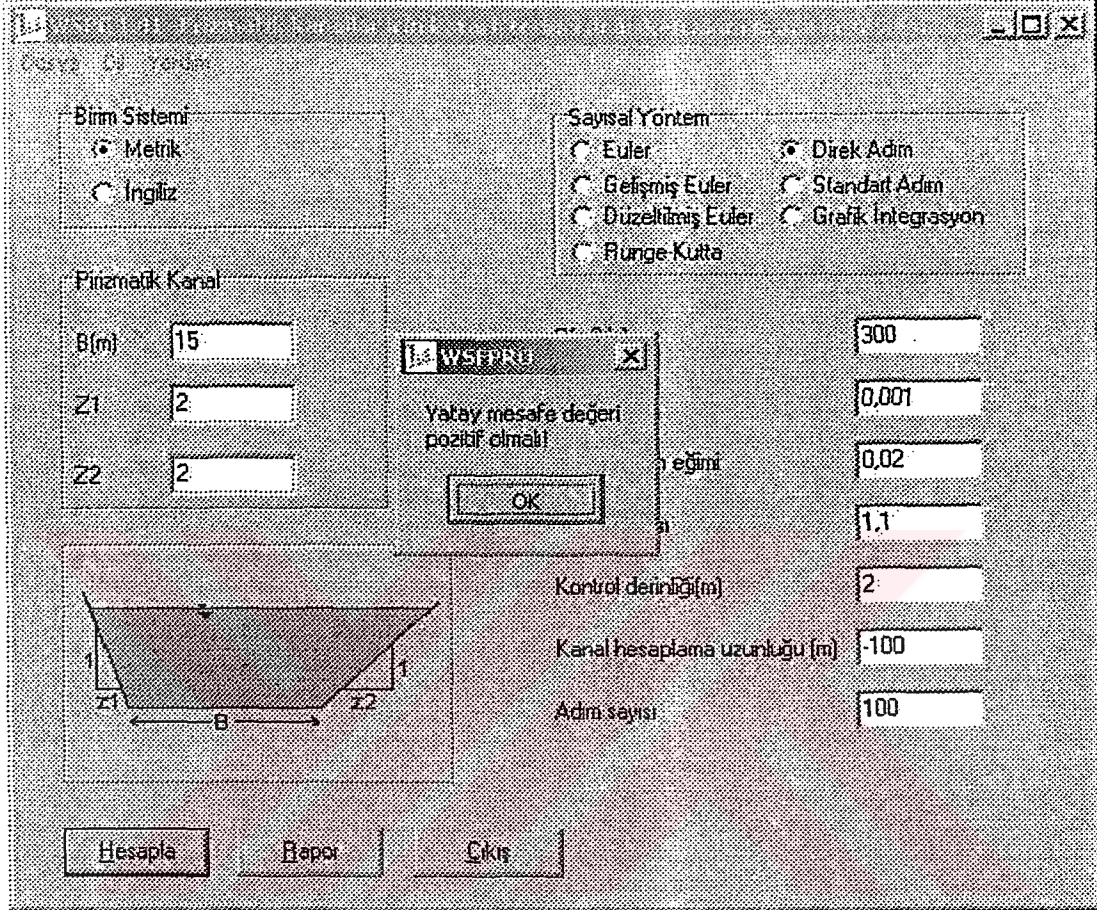 Yardım
Birim Sistemi
Metrik
İngiliz
Sayısal Yöntem
Euler
Direk Adım
Gelişmiş Euler
Standart Adım
Düzeltilmiş Euler
Grafik İntegrasyon
Runge-Kutta
Pirizmatik Kanal
B(m)
15
Z1
2
Z2
2
WSFPRO
Yatay mesafe değeri
pozitif olmalı!
OK
300
0,001
eğimi
0,02
1,1
Kontrol derinliği(m)
2
Kanal hesaplama uzunluğu (m)
-100
Adım sayısı
100
1
z1
B
1
z2
Hesapla
Rapor
Çıkış